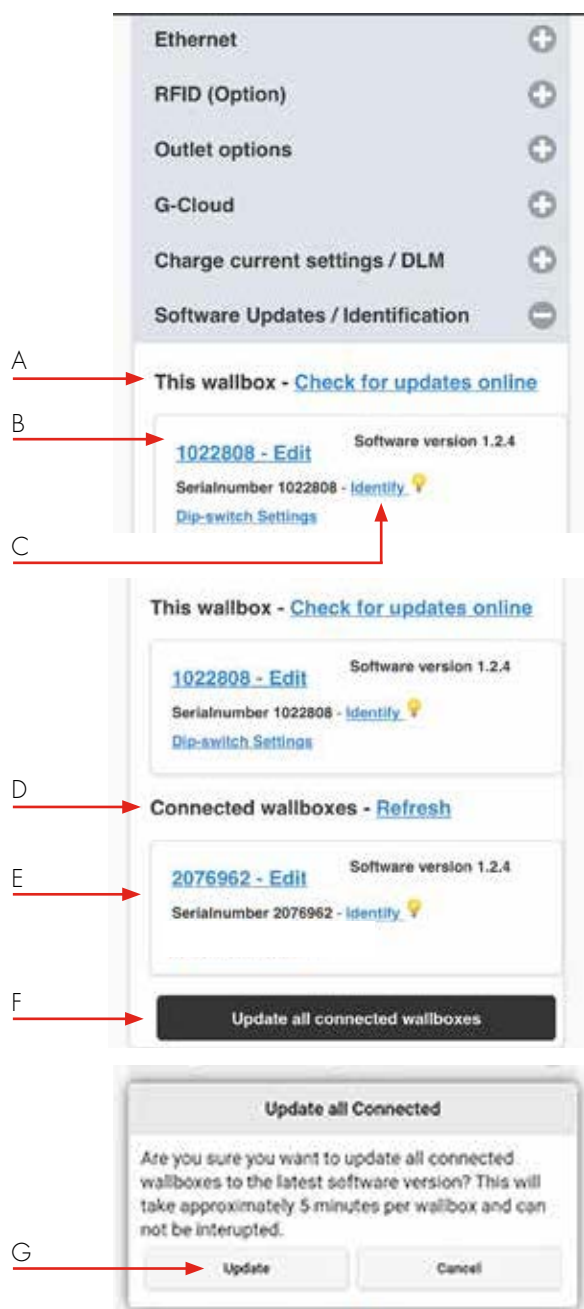 Ethernet
RFID (Option)
Outlet options
G-Cloud
Charge current settings / DLM
Software Updates / Identification
A
This wallbox - Check for updates online
B
1022808 - Edit Software version 1.2.4
Serialnumber 1022808 - Identify
Dip-switch Settings
C
This wallbox - Check for updates online
1022808 - Edit Software version 1.2.4
Serialnumber 1022808 - Identify
Dip-switch Settings
D
Connected wallboxes - Refresh
E
2076962 - Edit Software version 1.2.4
Serialnumber 2076962 - Identify
F
Update all connected wallboxes
Update all Connected
Are you sure you want to update all connected
wallboxes to the latest software version? This will
take approximately 5 minutes per wallbox and can
not be interupted.
G
Update Cancel